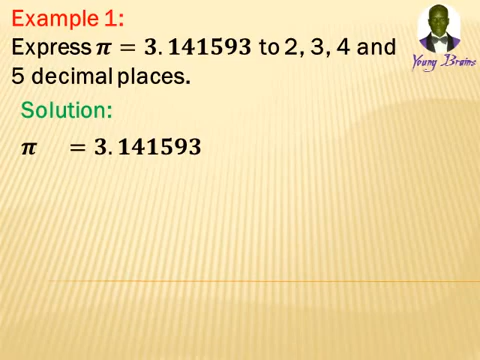 Example 1:
Express π = 3.141593 to 2, 3, 4 and
5 decimal places.
Young Brains
Solution:
π = 3.141593